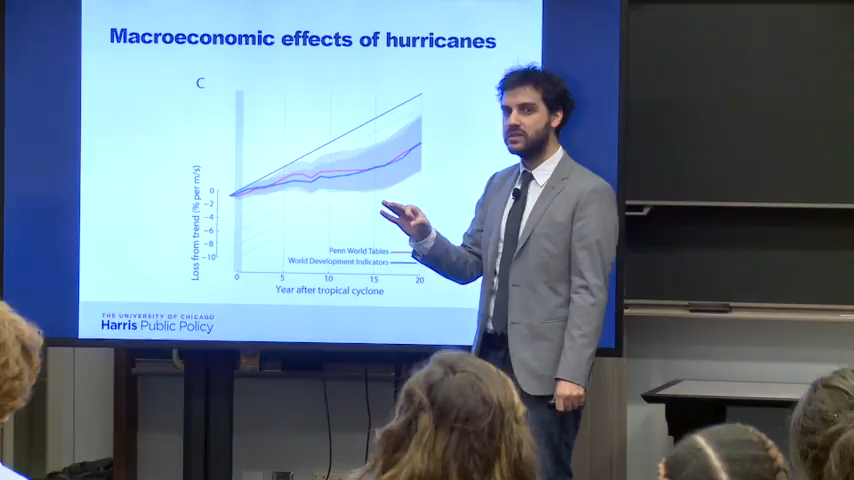 Macroeconomic effects of hurricanes
C
Loss from trend (% per m/s)
0
−2
−4
−6
−8
−10
Penn World Tables
World Development Indicators
0 5 10 15 20
Year after tropical cyclone
THE UNIVERSITY OF CHICAGO
Harris Public Policy